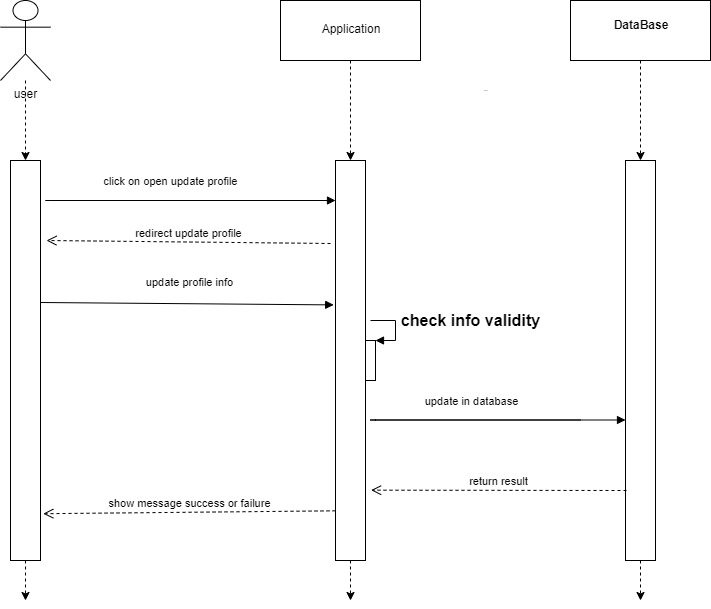 Application
DataBase
user
click on open update profile
redirect update profile
update profile info
check info validity
update in database
return result
show message success or failure